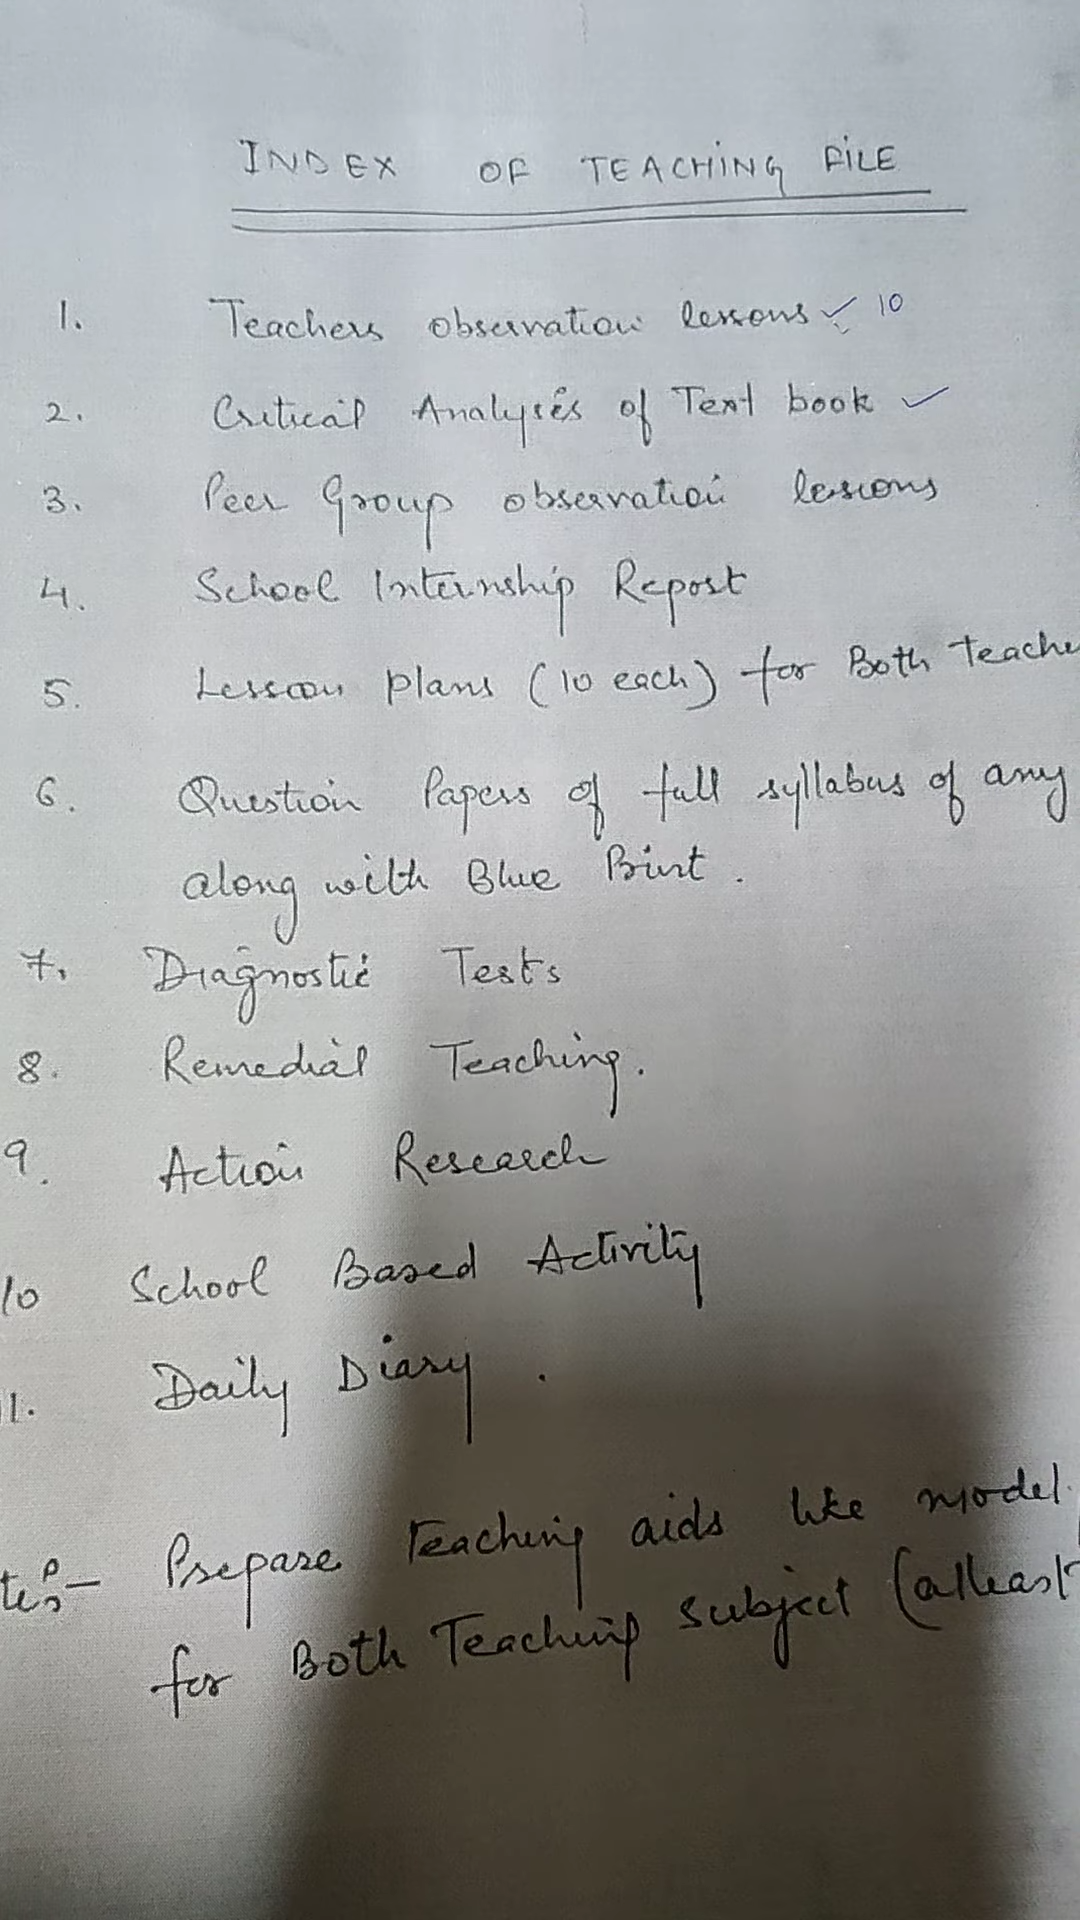 INDEX OF TEACHING FILE
1. Teachers observation lessons ✓ 10
2. Critical Analysis of Text book ✓
3. Peer Group observation lessons
4. School Internship Report
5. Lesson plans (10 each) for Both Teache
6. Question Papers of full syllabus of any
along with Blue Print.
7. Diagnostic Tests
8. Remedial Teaching.
9. Action Research
10 School Based Activity
11. Daily Diary.
Prepare Teaching aids like model
for Both Teaching subject (atleast